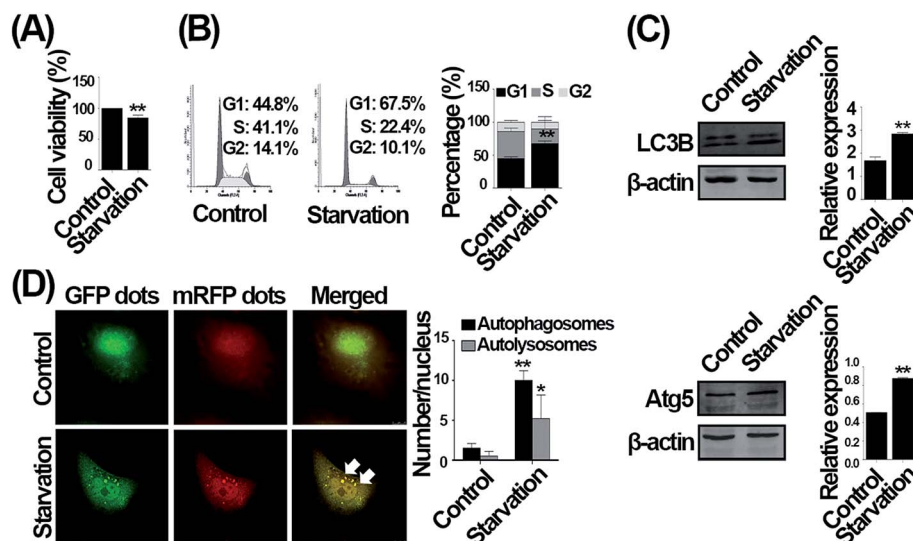 (A)
Cell viability (%)
150
100
50
0
**
Control
Starvation
(B)
G1: 44.8%
S: 41.1%
G2: 14.1%
Control
G1: 67.5%
S: 22.4%
G2: 10.1%
Starvation
G1 S G2
Percentage (%)
150
100
50
0
**
Control
Starvation
(C)
Control
Starvation
LC3B
β-actin
Relative expression
4
3
2
1
0
**
Control
Starvation
Control
Starvation
Atg5
β-actin
Relative expression
1.0
0.8
0.6
0.4
0.2
0.0
**
Control
Starvation
(D)
GFP dots
mRFP dots
Merged
Control
Starvation
Number/nucleus
15
10
5
0
Autophagosomes
Autolysosomes
**
*
Control
Starvation